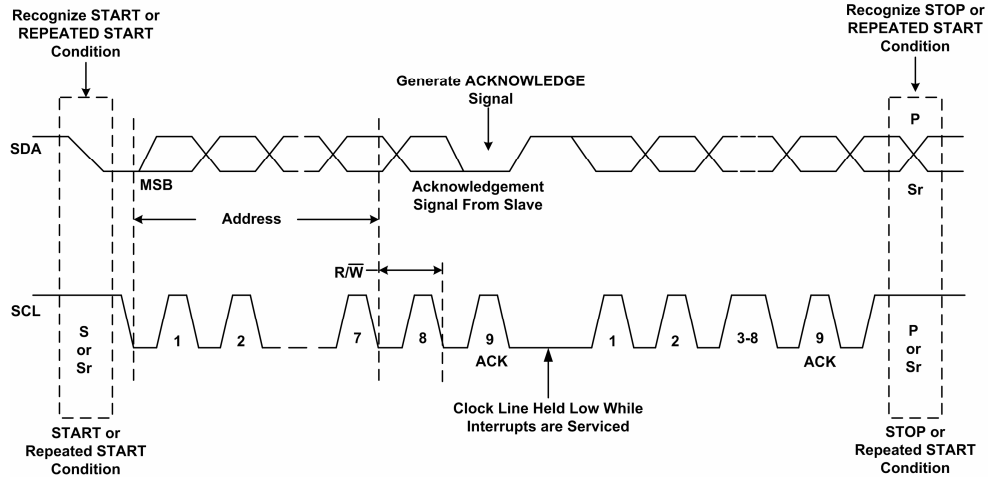 Recognize START or
REPEATED START
Condition
Recognize STOP or
REPEATED START
Condition
Generate ACKNOWLEDGE
Signal
P
SDA
MSB
Acknowledgement
Signal From Slave
Sr
Address
R/W̅
SCL
S
or
Sr
1
2
7
8
9
ACK
1
2
3-8
9
ACK
P
or
Sr
Clock Line Held Low While
Interrupts are Serviced
START or
Repeated START
Condition
STOP or
Repeated START
Condition